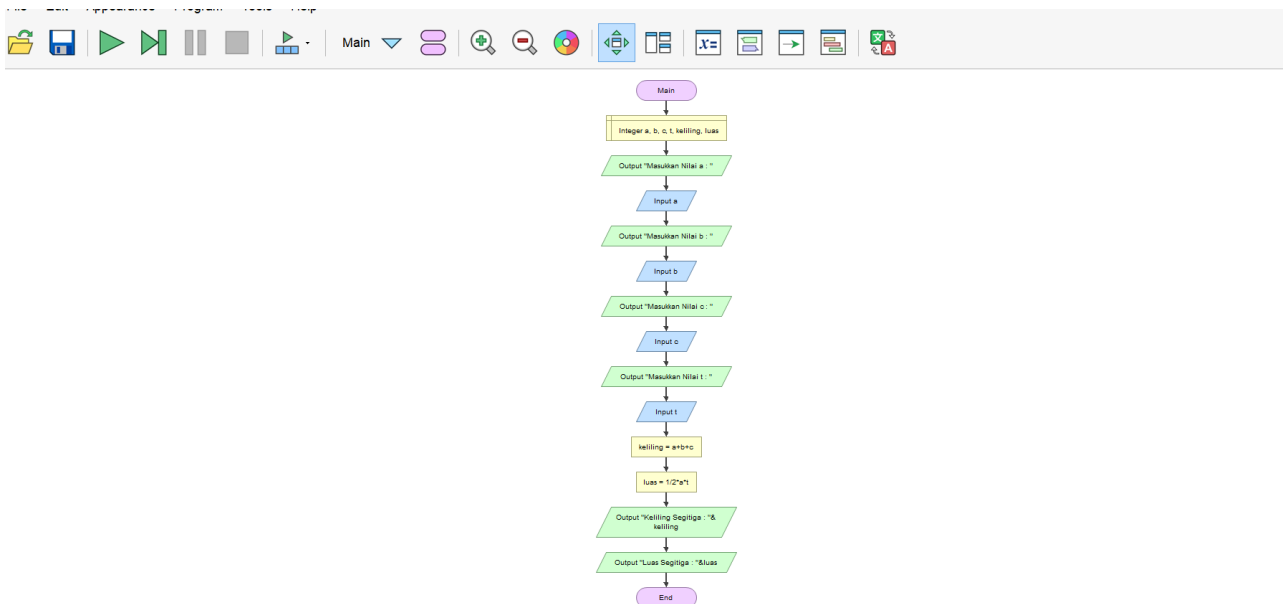 Main
Main
Integer a, b, c, t, keliling, luas
Output "Masukkan Nilai a : "
Input a
Output "Masukkan Nilai b : "
Input b
Output "Masukkan Nilai c : "
Input c
Output "Masukkan Nilai t : "
Input t
keliling = a+b+c
luas = 1/2*a*t
Output "Keliling Segitiga : "&
keliling
Output "Luas Segitiga : "&luas
End